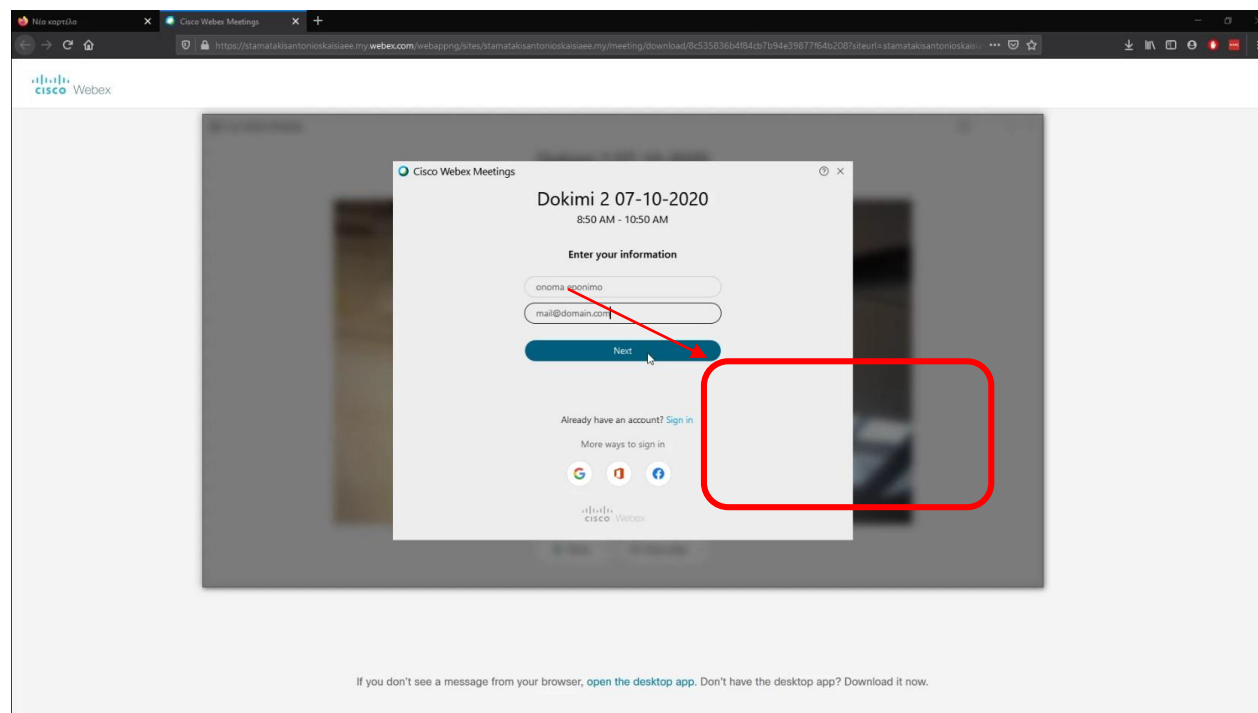 Νέα καρτέλα
Cisco Webex Meetings
https://stamatakisantonioskaisiaee.my.webex.com/webappng/sites/stamatakisantonioskaisiaee.my/meeting/download/8c535836b4f84cb7b94e39877f64b208?siteurl=stamatakisantonioskaisi
cisco Webex
Cisco Webex Meetings
Dokimi 2 07-10-2020
8:50 AM - 10:50 AM
Enter your information
onoma eponimo
mail@domain.com
Next
Already have an account? Sign in
More ways to sign in
cisco Webex
If you don't see a message from your browser, open the desktop app. Don't have the desktop app? Download it now.